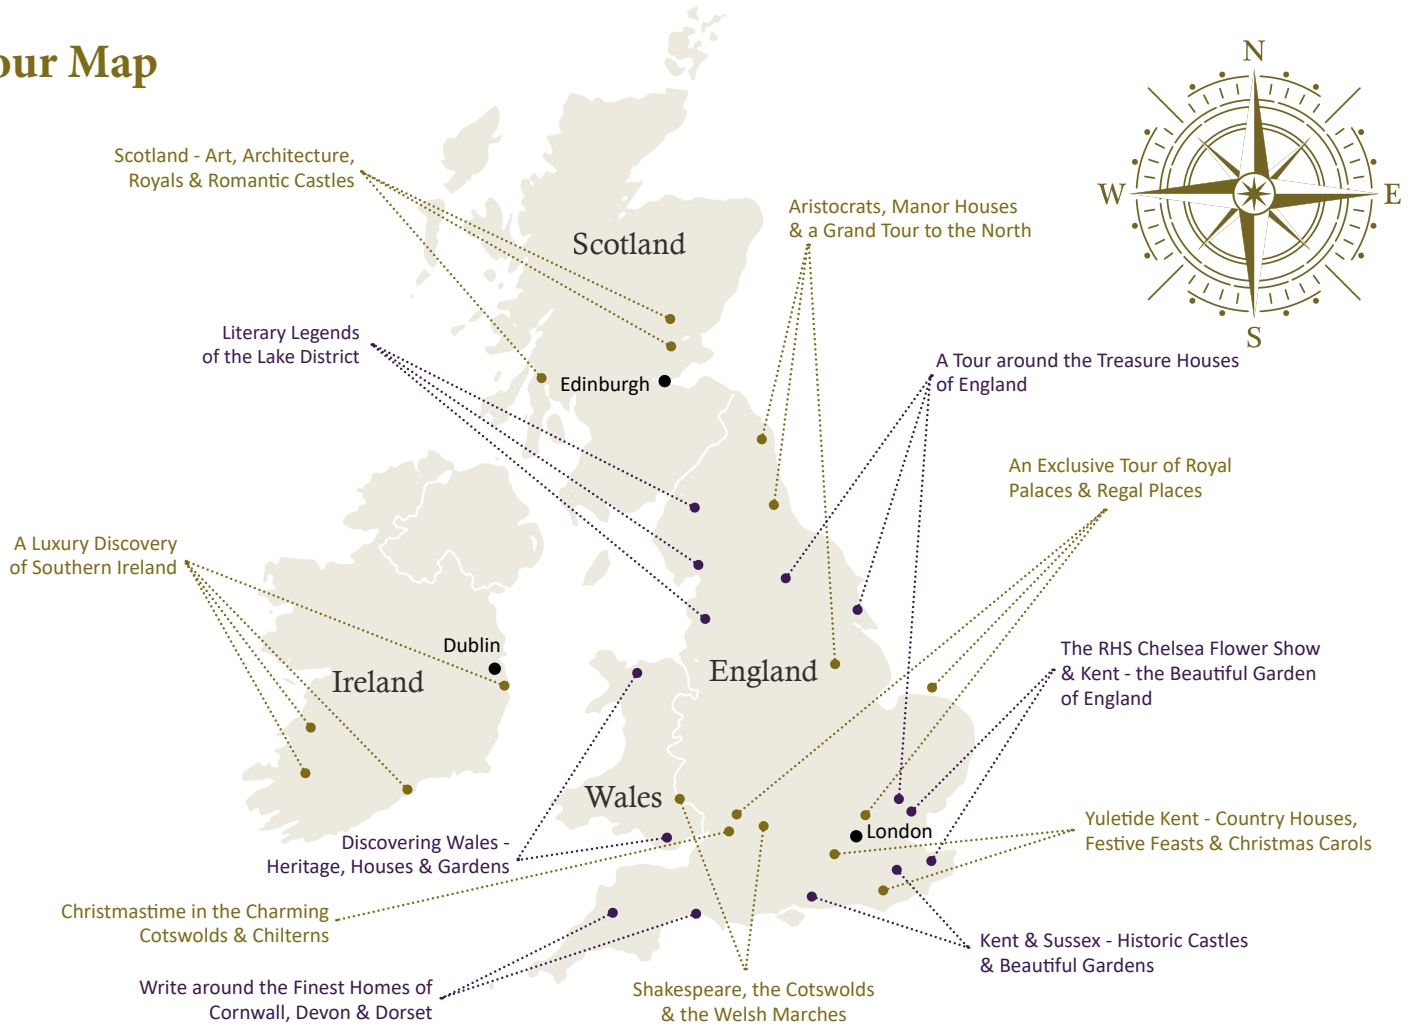 our Map
N
W
E
S
Scotland - Art, Architecture,
Royals & Romantic Castles
Aristocrats, Manor Houses
& a Grand Tour to the North
Scotland
Literary Legends
of the Lake District
A Tour around the Treasure Houses
of England
Edinburgh
An Exclusive Tour of Royal
Palaces & Regal Places
A Luxury Discovery
of Southern Ireland
Dublin
Ireland
England
The RHS Chelsea Flower Show
& Kent - the Beautiful Garden
of England
Wales
London
Yuletide Kent - Country Houses,
Festive Feasts & Christmas Carols
Discovering Wales -
Heritage, Houses & Gardens
Christmastime in the Charming
Cotswolds & Chilterns
Kent & Sussex - Historic Castles
& Beautiful Gardens
Write around the Finest Homes of
Cornwall, Devon & Dorset
Shakespeare, the Cotswolds
& the Welsh Marches